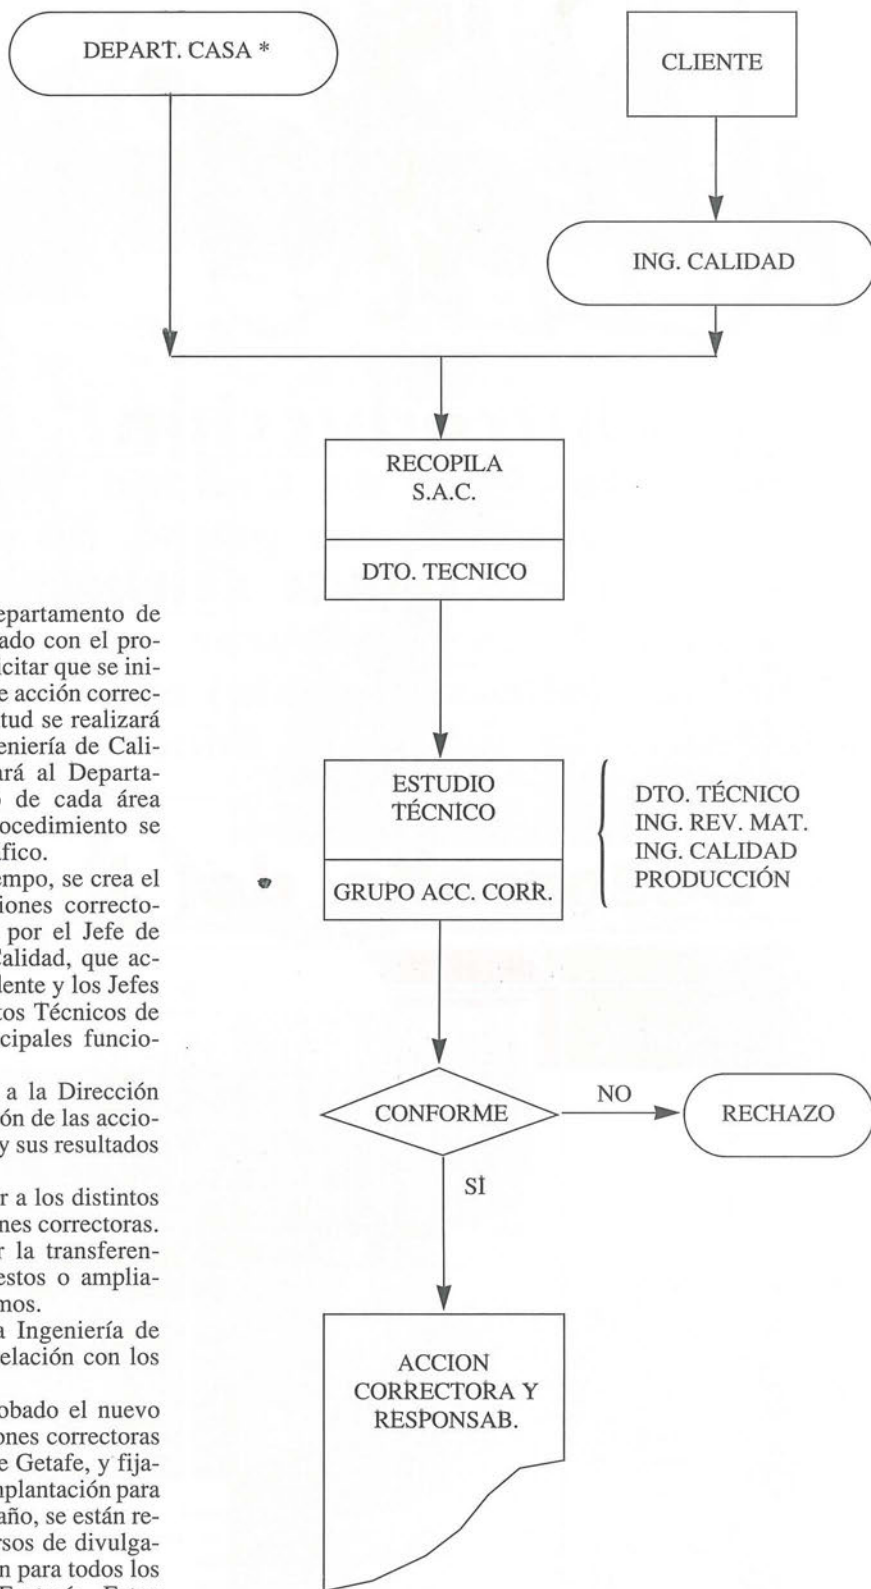 DEPART. CASA *
CLIENTE
ING. CALIDAD
RECOPILA
S.A.C.
DTO. TECNICO
ESTUDIO
TÉCNICO
GRUPO ACC. CORR.
DTO. TÉCNICO
ING. REV. MAT.
ING. CALIDAD
PRODUCCIÓN
CONFORME
NO
RECHAZO
SÍ
ACCION
CORRECTORA Y
RESPONSAB.
epartamento de
ado con el pro-
icitar que se ini-
e acción correc-
tud se realizará
eniería de Cali-
ará al Departa-
o de cada área
ocedimiento se
áfico.
empo, se crea el
iones correcto-
por el Jefe de
Calidad, que ac-
dente y los Jefes
tos Técnicos de
cipales funcio-
a la Dirección
ón de las accio-
y sus resultados
r a los distintos
nes correctoras.
r la transferen-
estos o amplia-
mos.
a Ingeniería de
elación con los
obado el nuevo
ones correctoras
e Getafe, y fija-
mplantación para
año, se están re-
rsos de divulga-
n para todos los